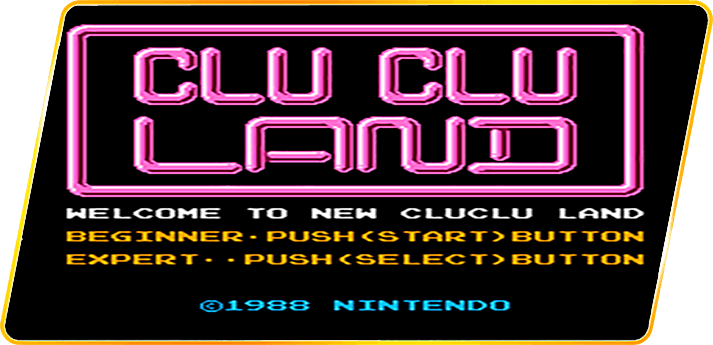 CLU CLU
LAND
WELCOME TO NEW CLUCLU LAND
BEGINNER·PUSH(START)BUTTON
EXPERT··PUSH(SELECT)BUTTON
©1988 NINTENDO